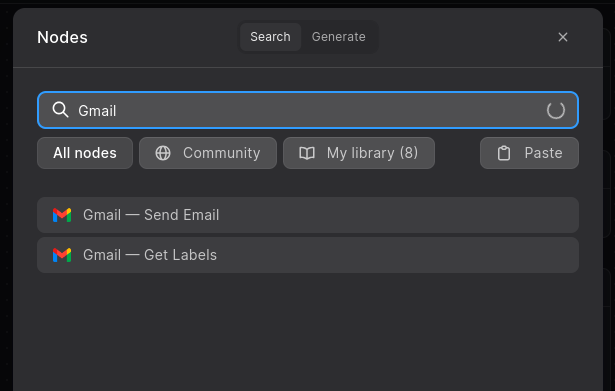 Nodes
Search Generate
Gmail
All nodes Community My library (8) Paste
Gmail — Send Email
Gmail — Get Labels